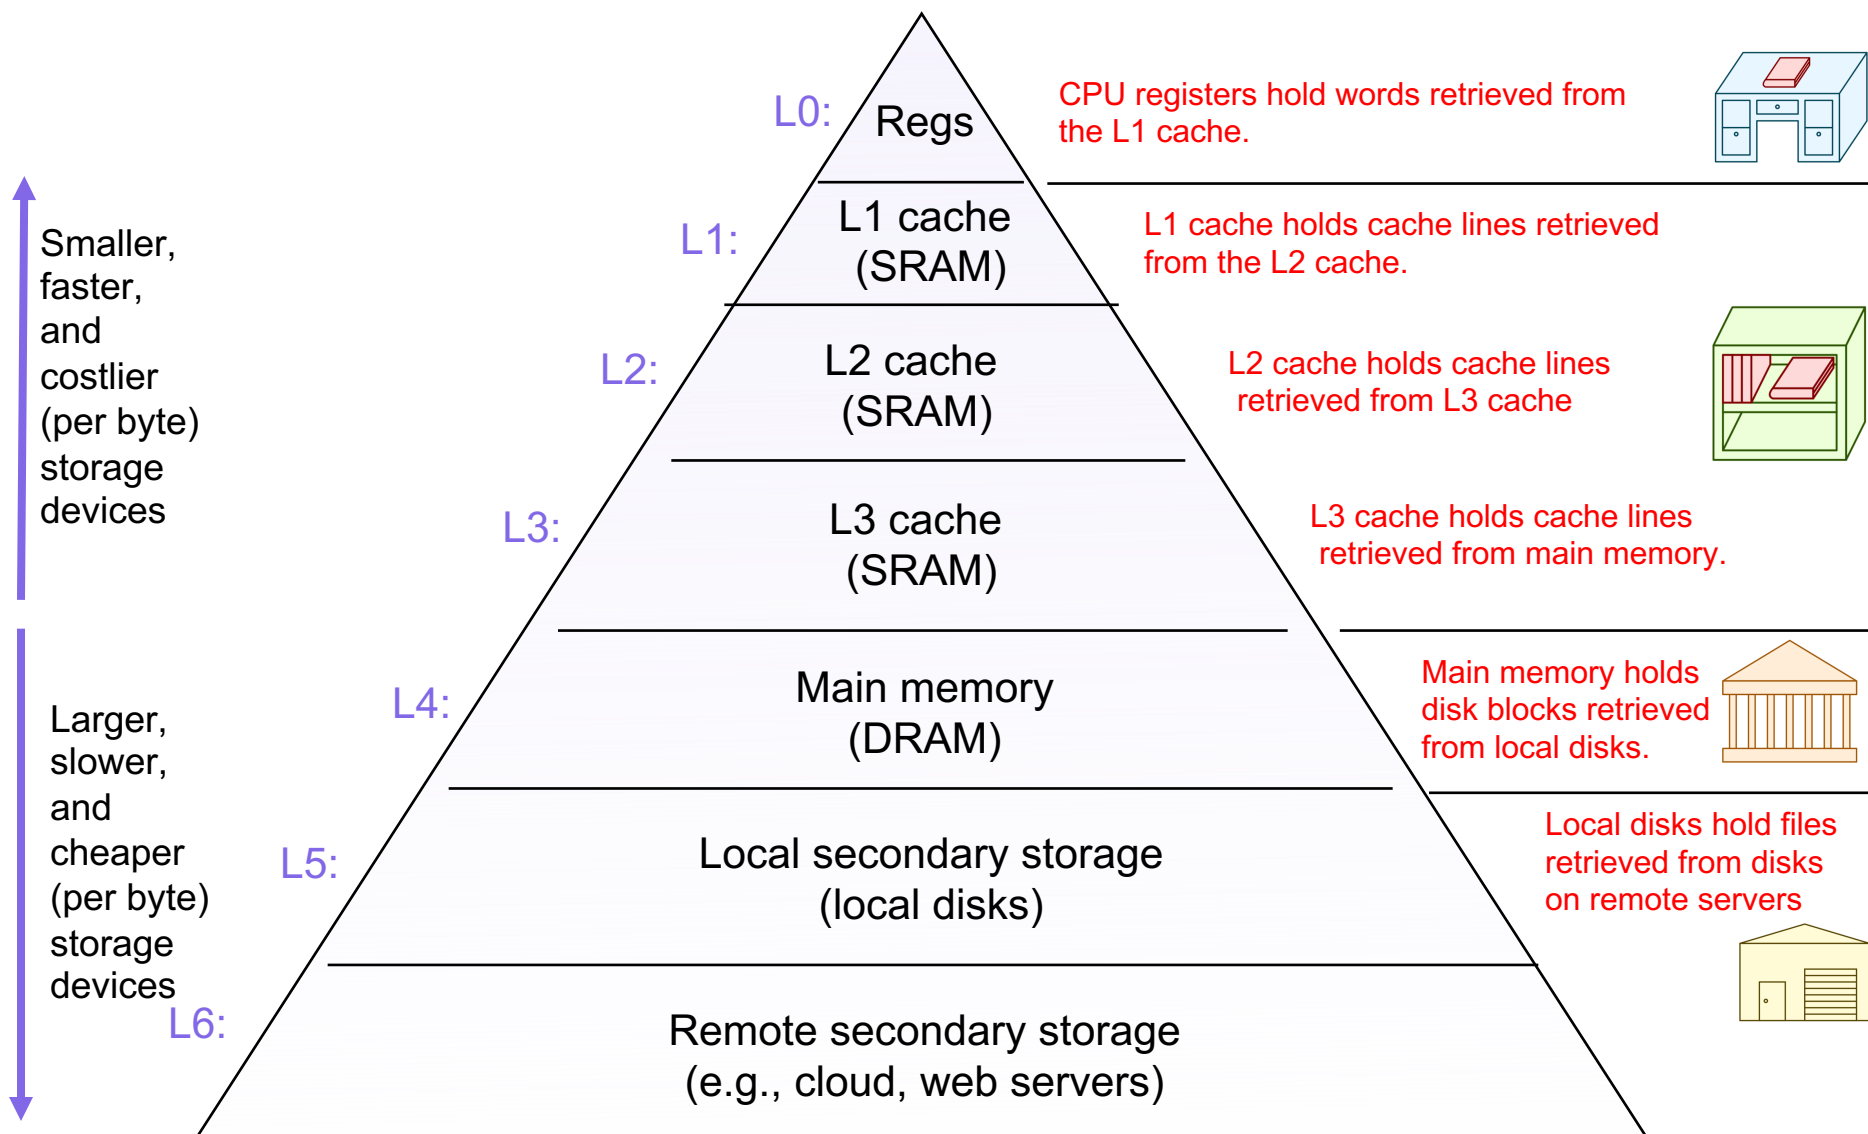 L0:
Regs
CPU registers hold words retrieved from
the L1 cache.
L1:
L1 cache
(SRAM)
L1 cache holds cache lines retrieved
from the L2 cache.
Smaller,
faster,
and
costlier
(per byte)
storage
devices
L2:
L2 cache
(SRAM)
L2 cache holds cache lines
retrieved from L3 cache
L3:
L3 cache
(SRAM)
L3 cache holds cache lines
retrieved from main memory.
L4:
Main memory
(DRAM)
Main memory holds
disk blocks retrieved
from local disks.
Larger,
slower,
and
cheaper
(per byte)
storage
devices
L5:
Local secondary storage
(local disks)
Local disks hold files
retrieved from disks
on remote servers
L6:
Remote secondary storage
(e.g., cloud, web servers)